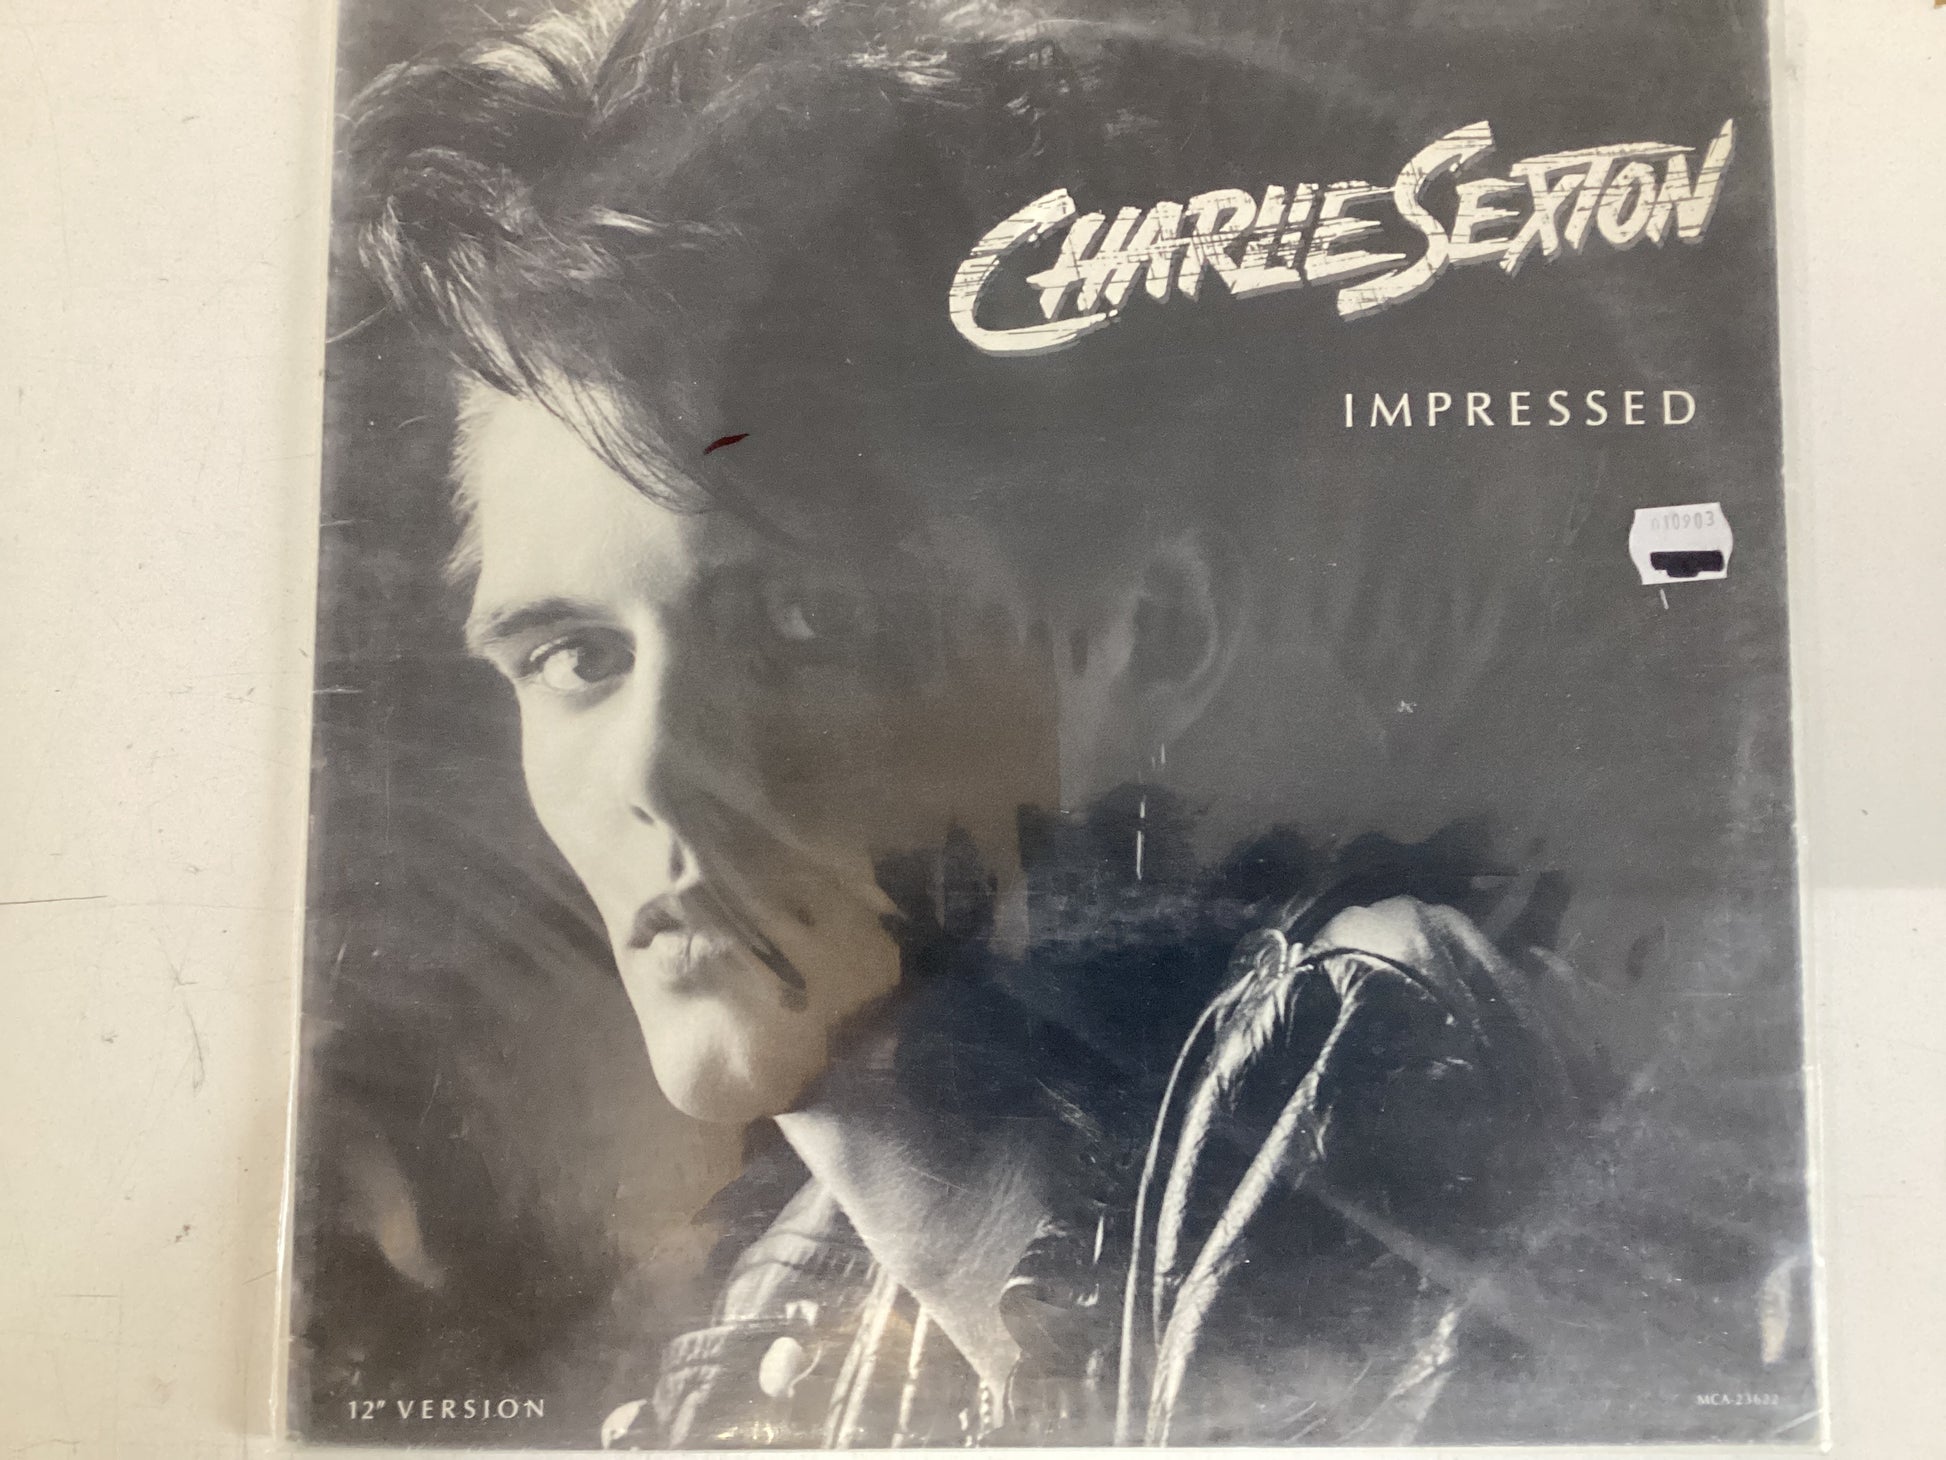 CHARLIE SEXTON
IMPRESSED
010903
12" VERSION
MCA-23622